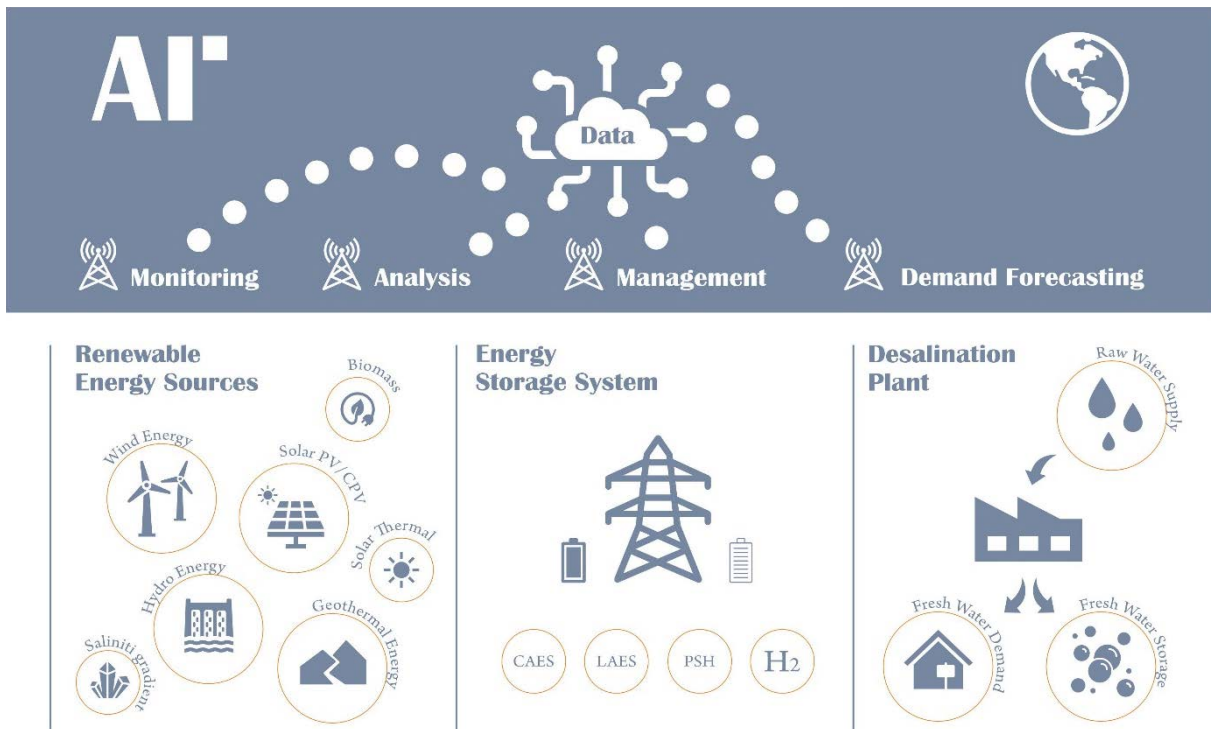 AI
Data
Monitoring
Analysis
Management
Demand Forecasting
Renewable
Energy Sources
Biomass
Wind Energy
Solar PV/CPV
Solar Thermal
Hydro Energy
Geothermal Energy
Saliniti gradient
Energy
Storage System
CAES
LAES
PSH
H2
Desalination
Plant
Raw Water Supply
Fresh Water Demand
Fresh Water Storage